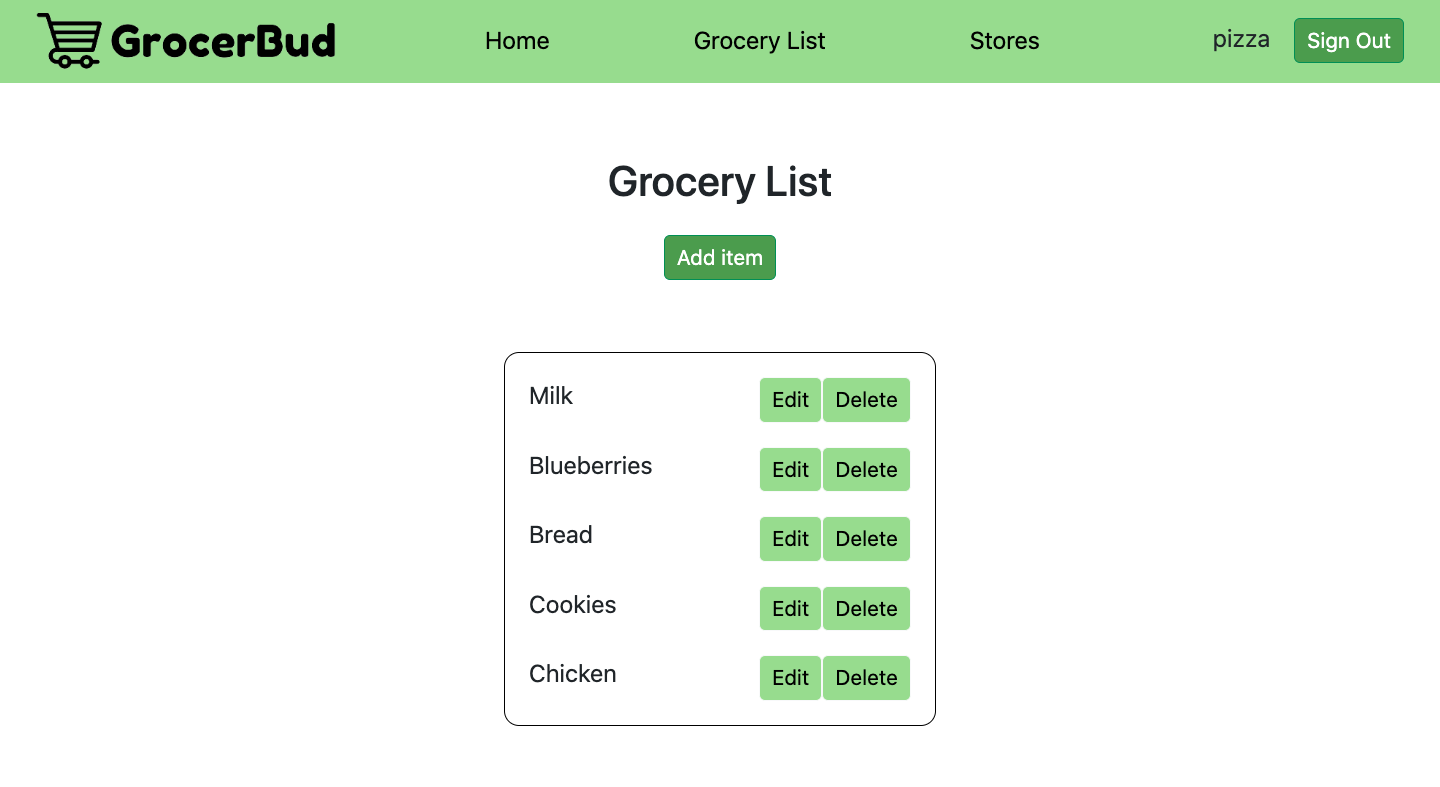 GrocerBud Home Grocery List Stores pizza Sign Out
Grocery List
Add item
Milk Edit Delete
Blueberries Edit Delete
Bread Edit Delete
Cookies Edit Delete
Chicken Edit Delete